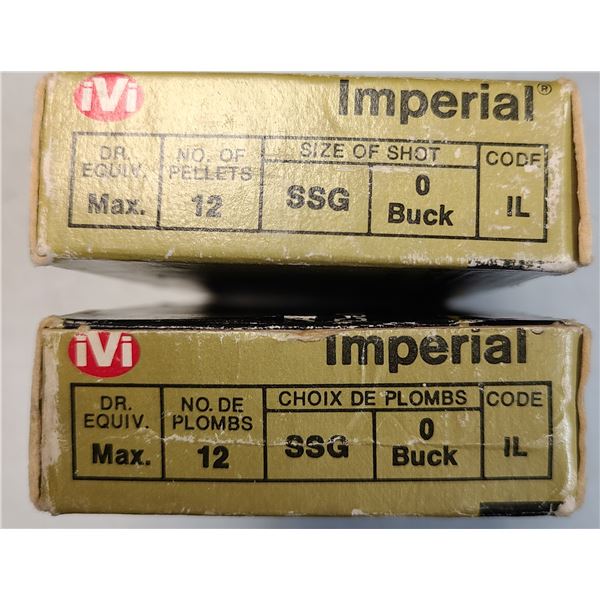 iVi Imperial®
DR. EQUIV. NO. OF PELLETS SIZE OF SHOT CODE
Max. 12 SSG 0 Buck IL
iVi Imperial®
DR. EQUIV. NO. DE PLOMBS CHOIX DE PLOMBS CODE
Max. 12 SSG 0 Buck IL